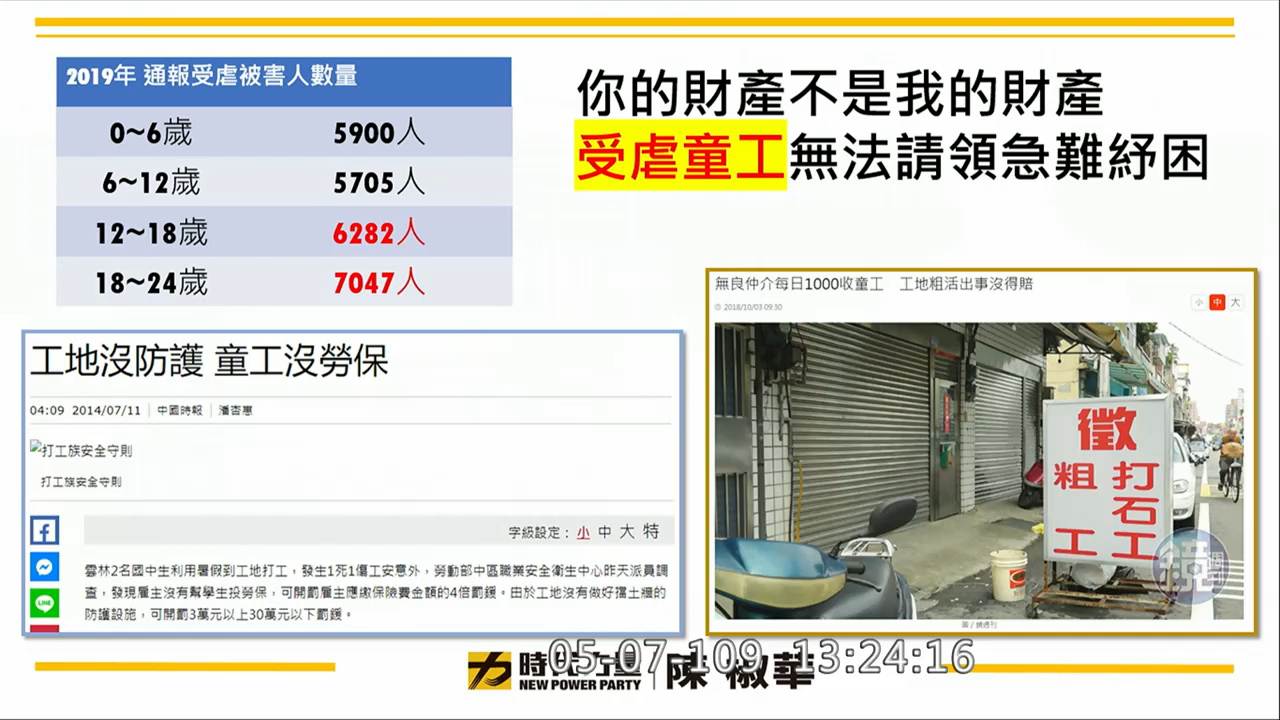 2019年 通報受虐被害人數量
0~6歲 5900人
6~12歲 5705人
12~18歲 6282人
18~24歲 7047人
你的財產不是我的財產
受虐童工無法請領急難紓困
工地沒防護 童工沒勞保
04:09 2014/07/11 中國時報 潘杏惠
打工族安全守則
打工族安全守則
字級設定： 小 中 大 特
雲林2名國中生利用暑假到工地打工，發生1死1傷工安意外，勞動部中區職業安全衛生中心昨天派員調
查，發現雇主沒有幫學生投勞保，可開罰雇主應繳保險費金額的4倍罰鍰。由於工地沒有做好擋土牆的
防護設施，可開罰3萬元以上30萬元以下罰鍰。
無良仲介每日1000收童工 工地粗活出事沒得賠
2018/10/03 09:30
小 中 大
徵
打石工
粗工
圖／鏡週刊
時代力量
NEW POWER PARTY
陳椒華
05.07.109 13:24:16